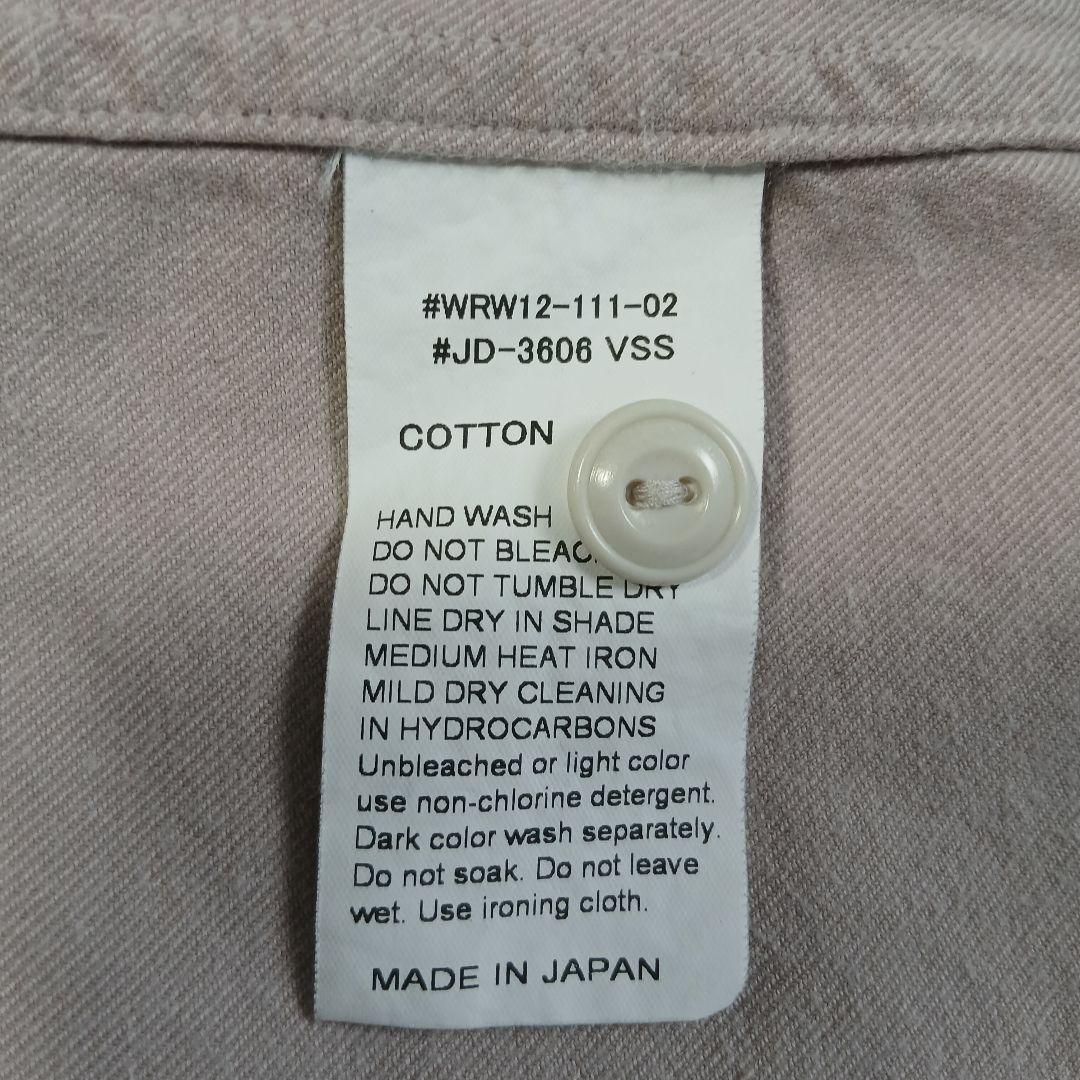 #WRW12-111-02
#JD-3606 VSS
COTTON
HAND WASH
DO NOT
DO NOT TUMBLE DRY
LINE DRY IN SHADE
MEDIUM HEAT IRON
MILD DRY CLEANING
IN HYDROCARBONS
Unbleached or light color
use non-chlorine detergent.
Dark color wash separately.
Do not soak. Do not leave
wet. Use ironing cloth.
MADE IN JAPAN